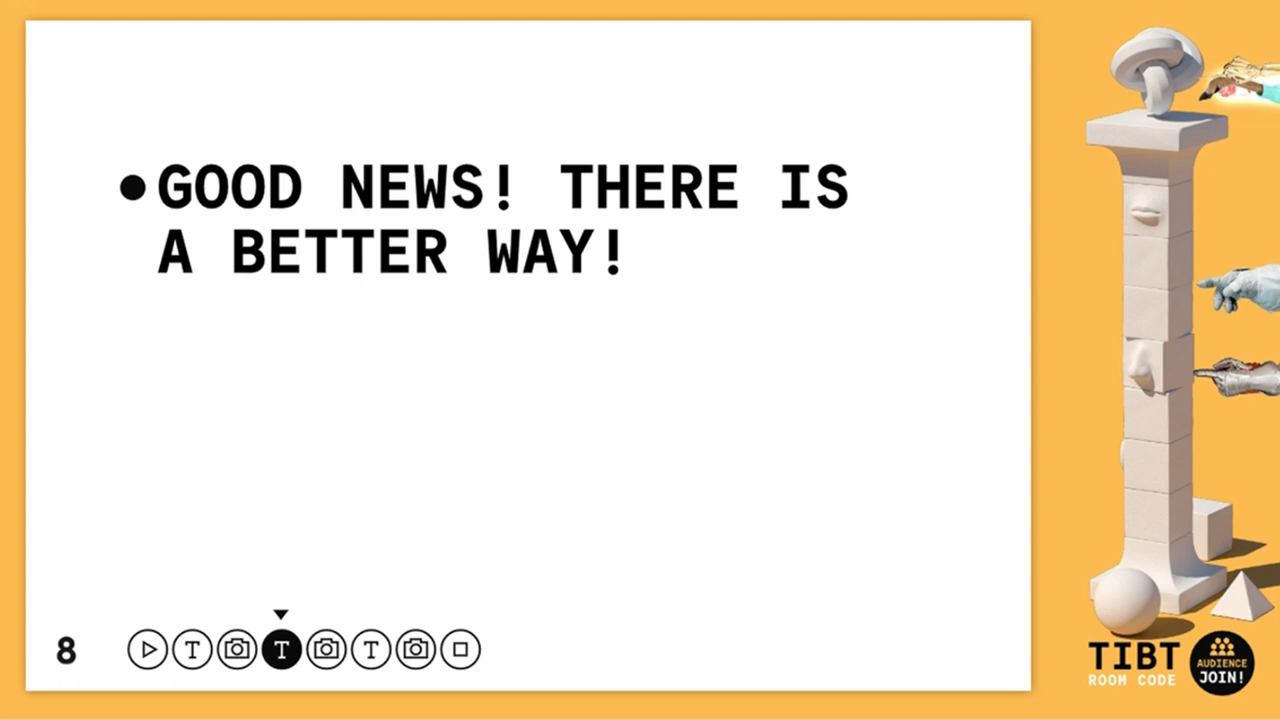 ● GOOD NEWS! THERE IS
A BETTER WAY!
8
T
T
T
TIBT
ROOM CODE
AUDIENCE
JOIN!